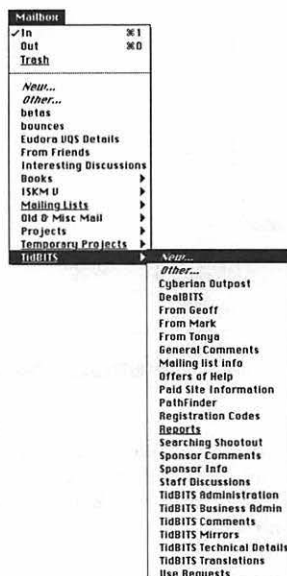 Mailbox
✓In ⌘1
Out ⌘0
Trash
New...
Other...
betas
bounces
Eudora VQS Details
From Friends
Interesting Discussions
Books
ISKM V
Mailing Lists
Old & Misc Mail
Projects
Temporary Projects
TidBITS
New...
Other...
Cyberian Outpost
DealBITS
From Geoff
From Mark
From Tonya
General Comments
Mailing list info
Offers of Help
Paid Site Information
PathFinder
Registration Codes
Reports
Searching Shootout
Sponsor Comments
Sponsor Info
Staff Discussions
TidBITS Administration
TidBITS Business Admin
TidBITS Comments
TidBITS Mirrors
TidBITS Technical Details
TidBITS Translations
Use Requests